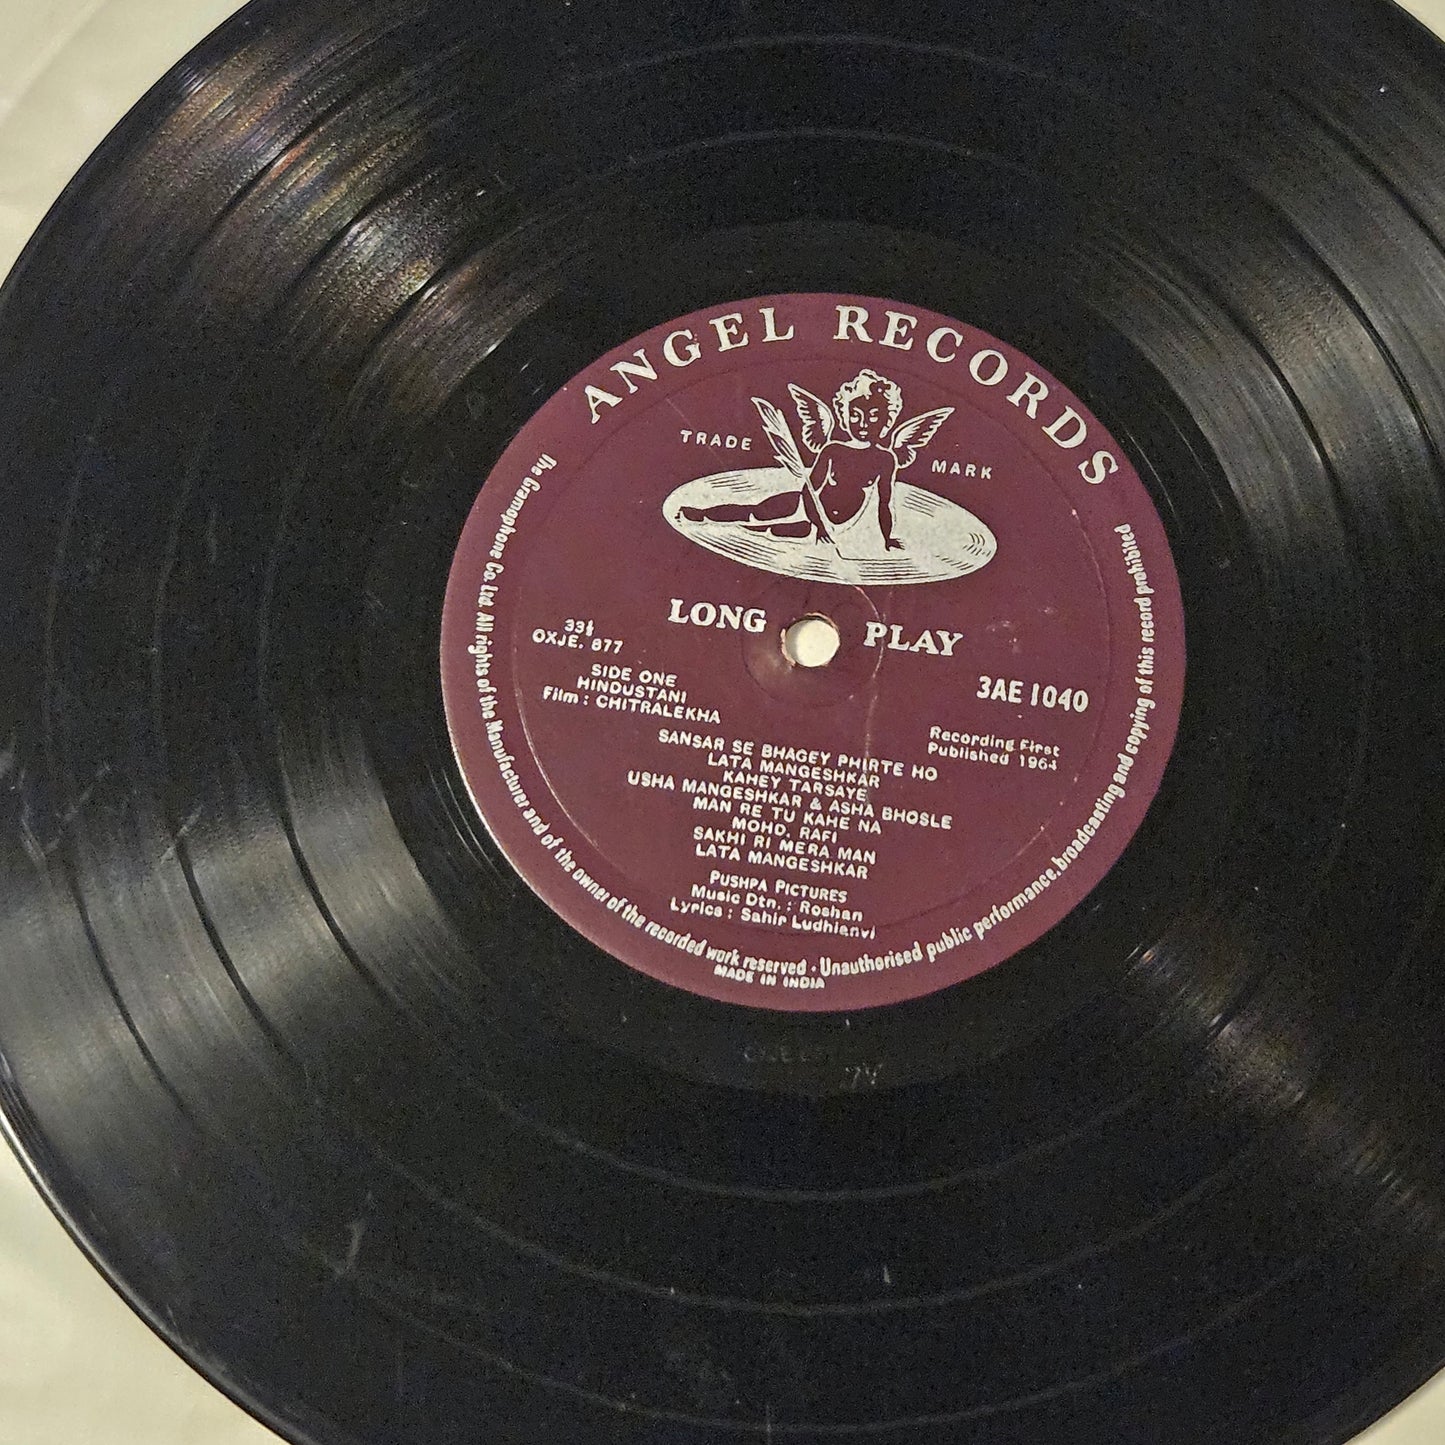 ANGEL RECORDS
TRADE MARK
LONG PLAY
33⅓
OXJE. 877
SIDE ONE
HINDUSTANI
Film : CHITRALEKHA
3AE 1040
Recording First
Published 1964
SANSAR SE BHAGEY PHIRTE HO
LATA MANGESHKAR
KAHEY TARSAYE
USHA MANGESHKAR & ASHA BHOSLE
MAN RE TU KAHE NA
MOHD. RAFI
SAKHI RI MERA MAN
LATA MANGESHKAR
PUSHPA PICTURES
Music Dtn. : Roshan
Lyrics : Sahir Ludhianvi
The Gramophone Co. Ltd. All rights of the Manufacturer and of the owner of the recorded work reserved • Unauthorised public performance, broadcasting and copying of this record prohibited
MADE IN INDIA